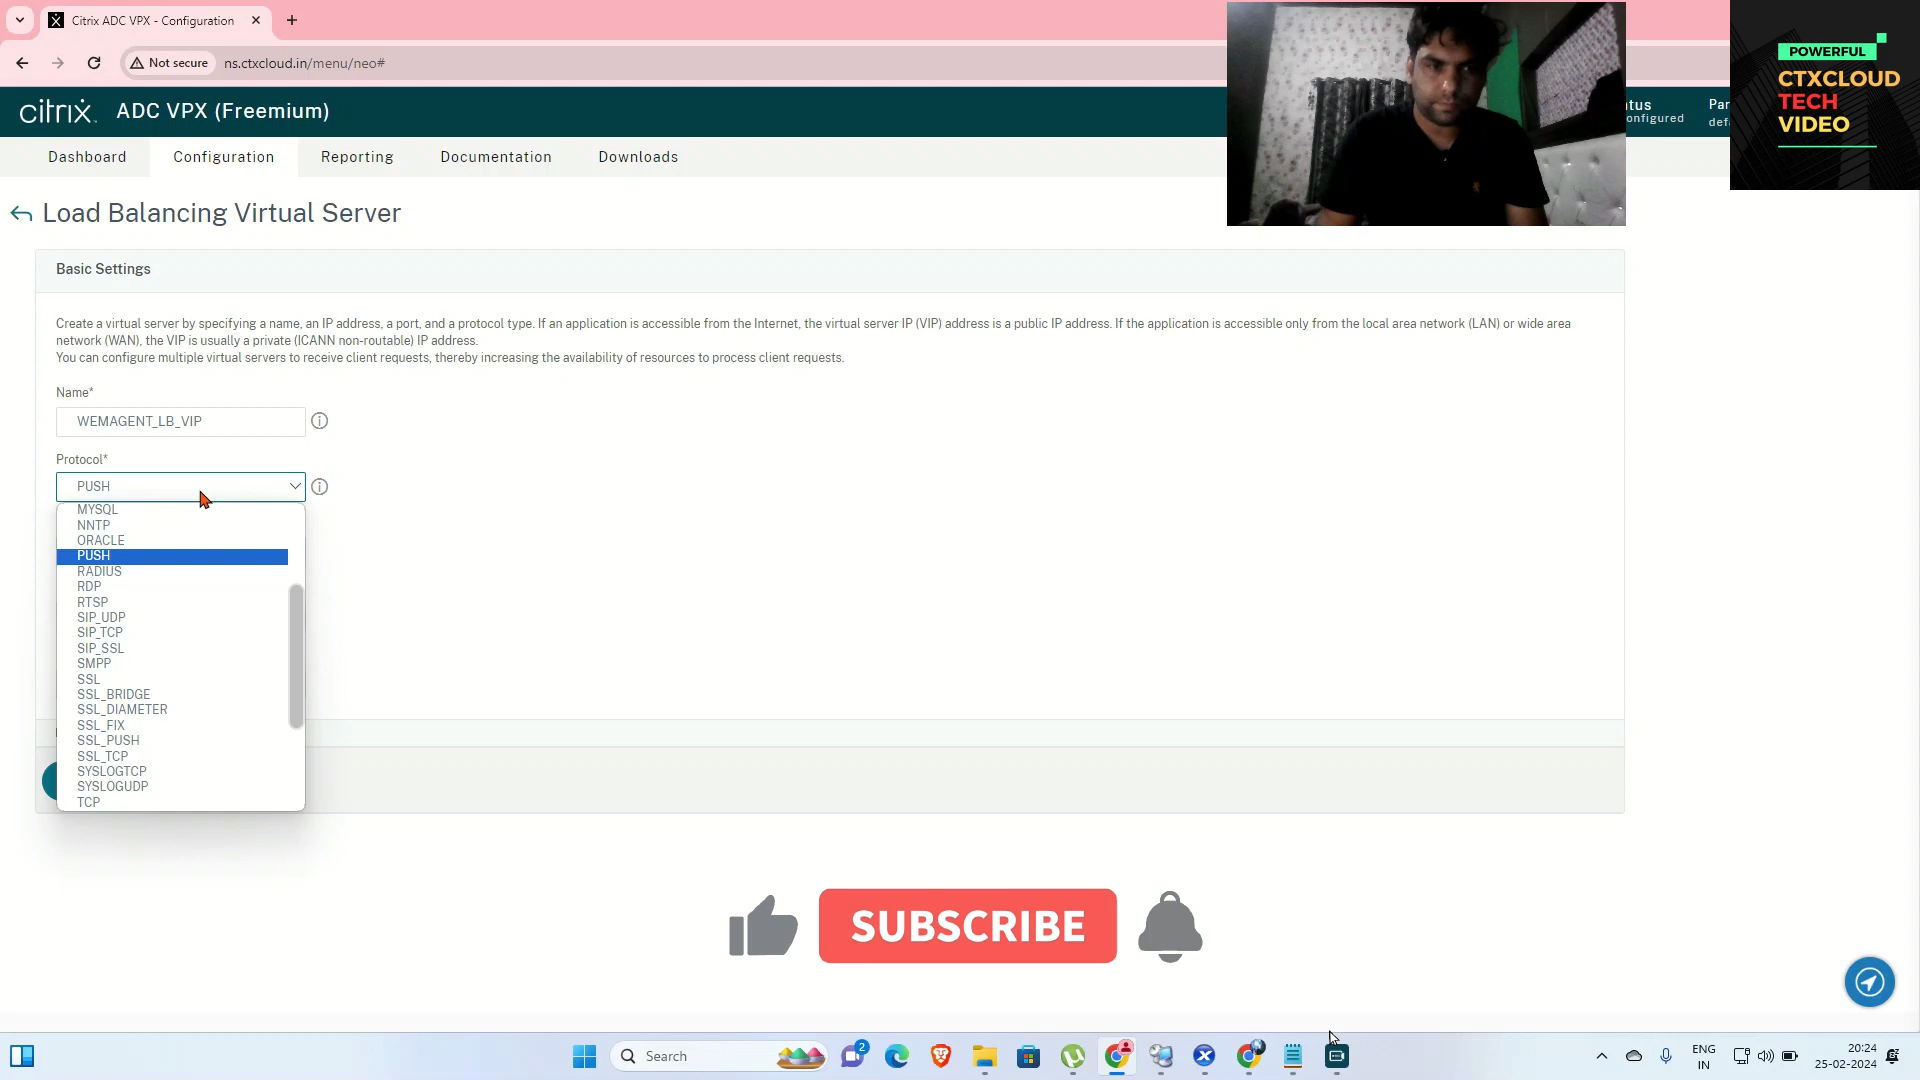 Citrix ADC VPX - Configuration
Not secure
ns.ctxcloud.in/menu/neo#
citrix ADC VPX (Freemium)
Dashboard
Configuration
Reporting
Documentation
Downloads
POWERFUL
CTXCLOUD
TECH
VIDEO
Load Balancing Virtual Server
Basic Settings
Create a virtual server by specifying a name, an IP address, a port, and a protocol type. If an application is accessible from the Internet, the virtual server IP (VIP) address is a public IP address. If the application is accessible only from the local area network (LAN) or wide area
network (WAN), the VIP is usually a private (ICANN non-routable) IP address.
You can configure multiple virtual servers to receive client requests, thereby increasing the availability of resources to process client requests.
Name*
WEMAGENT_LB_VIP
Protocol*
PUSH
MYSQL
NNTP
ORACLE
PUSH
RADIUS
RDP
RTSP
SIP_UDP
SIP_TCP
SIP_SSL
SMPP
SSL
SSL_BRIDGE
SSL_DIAMETER
SSL_FIX
SSL_PUSH
SSL_TCP
SYSLOGTCP
SYSLOGUDP
TCP
SUBSCRIBE
Search
2
ENG
IN
20:24
25-02-2024